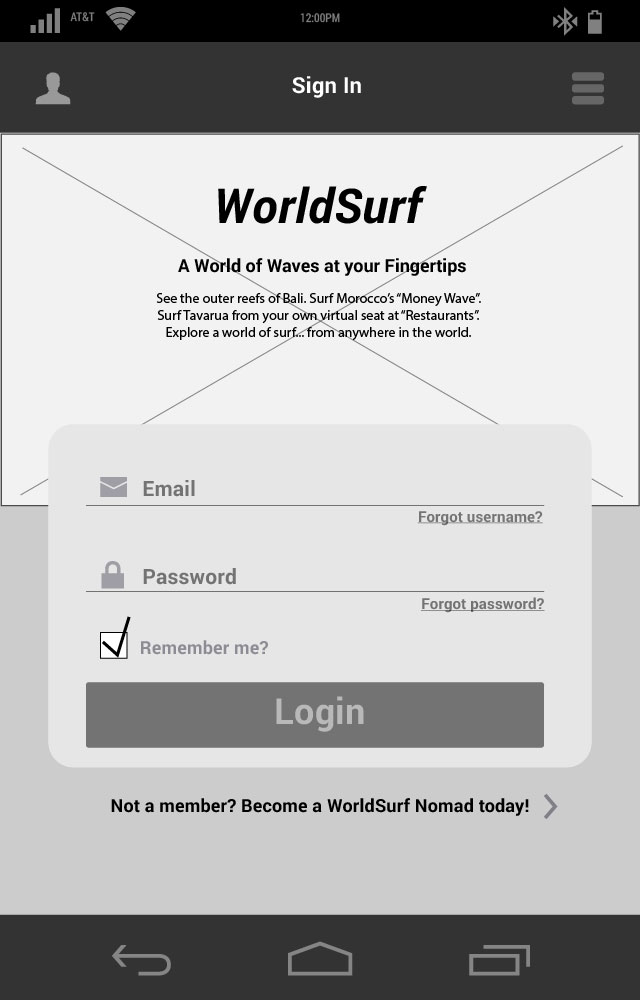 AT&T 12:00PM
Sign In
WorldSurf
A World of Waves at your Fingertips
See the outer reefs of Bali. Surf Morocco’s “Money Wave”.
Surf Tavarua from your own virtual seat at “Restaurants”.
Explore a world of surf... from anywhere in the world.
Email
Forgot username?
Password
Forgot password?
Remember me?
Login
Not a member? Become a WorldSurf Nomad today!